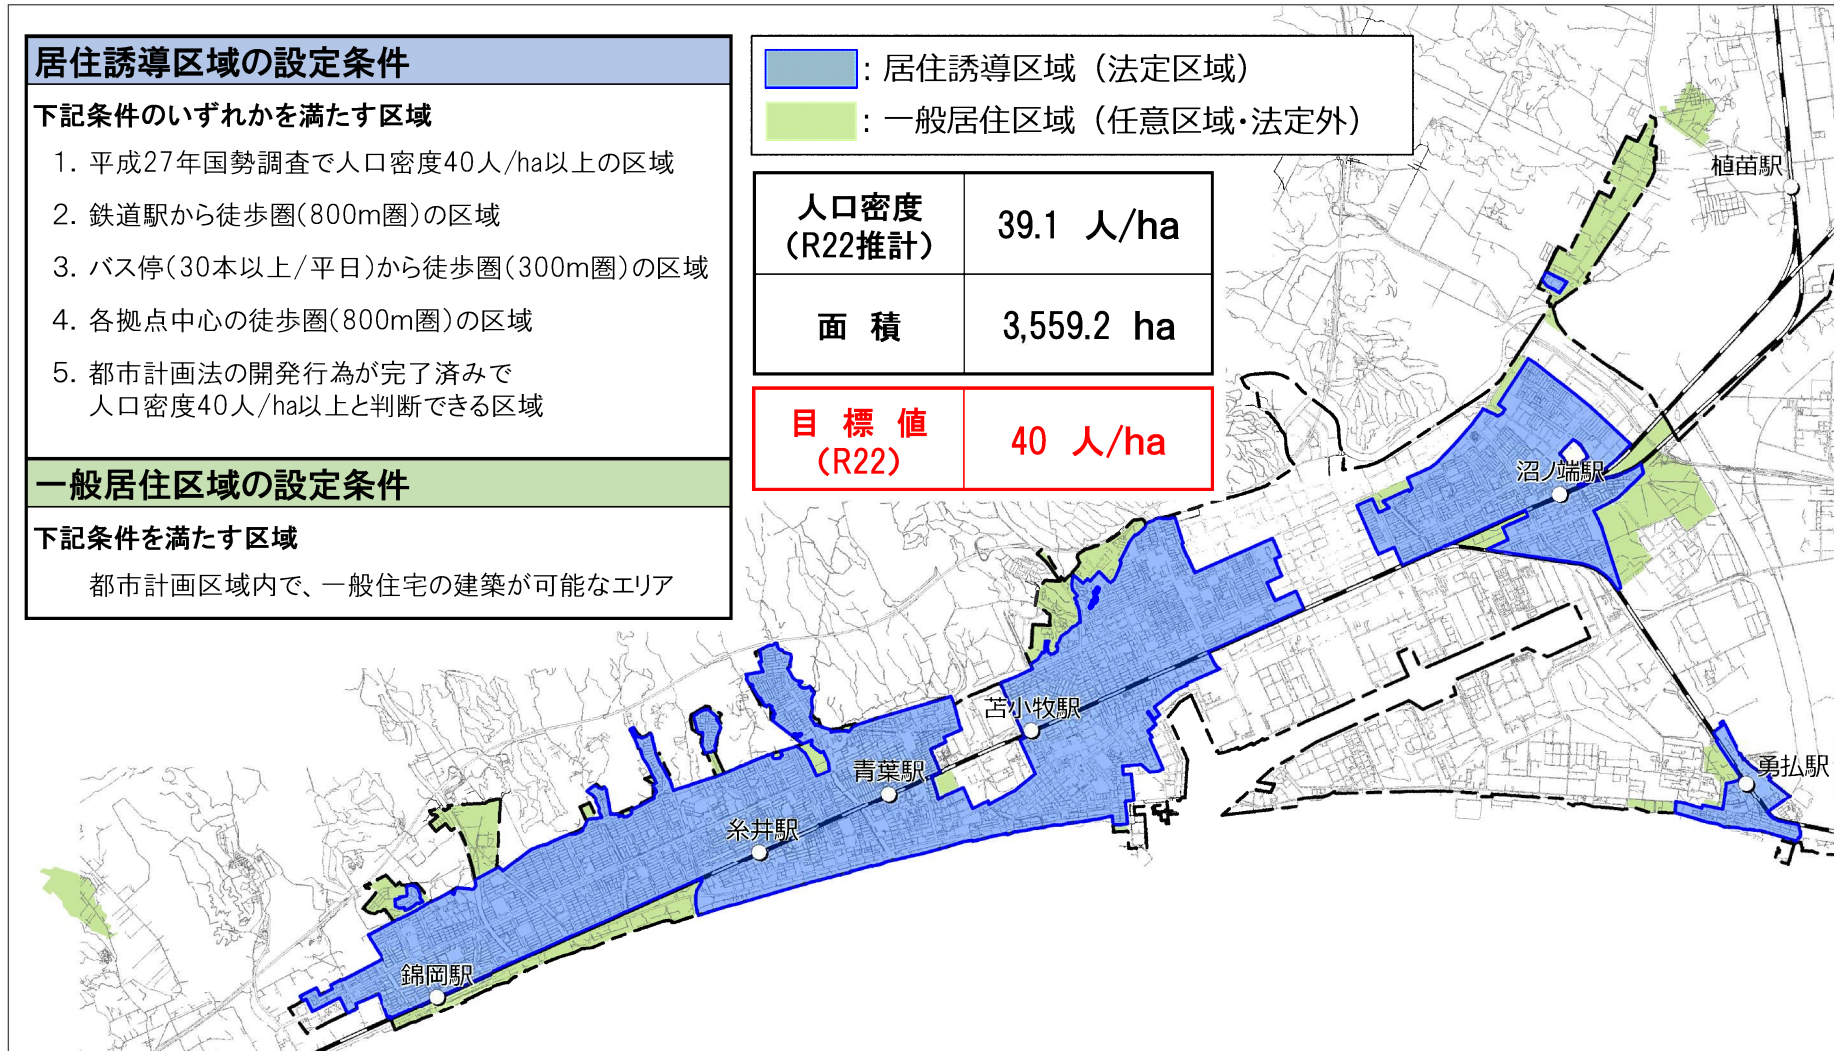 居住誘導区域の設定条件
下記条件のいずれかを満たす区域
1. 平成27年国勢調査で人口密度40人/ha以上の区域
2. 鉄道駅から徒歩圏(800m圏)の区域
3. バス停(30本以上/平日)から徒歩圏(300m圏)の区域
4. 各拠点中心の徒歩圏(800m圏)の区域
5. 都市計画法の開発行為が完了済みで
人口密度40人/ha以上と判断できる区域
一般居住区域の設定条件
下記条件を満たす区域
都市計画区域内で、一般住宅の建築が可能なエリア
：居住誘導区域（法定区域）
：一般居住区域（任意区域・法定外）
人口密度
（R22推計）
39.1 人/ha
面 積
3,559.2 ha
目 標 値
（R22）
40 人/ha
植苗駅
沼ノ端駅
苫小牧駅
勇払駅
青葉駅
糸井駅
錦岡駅